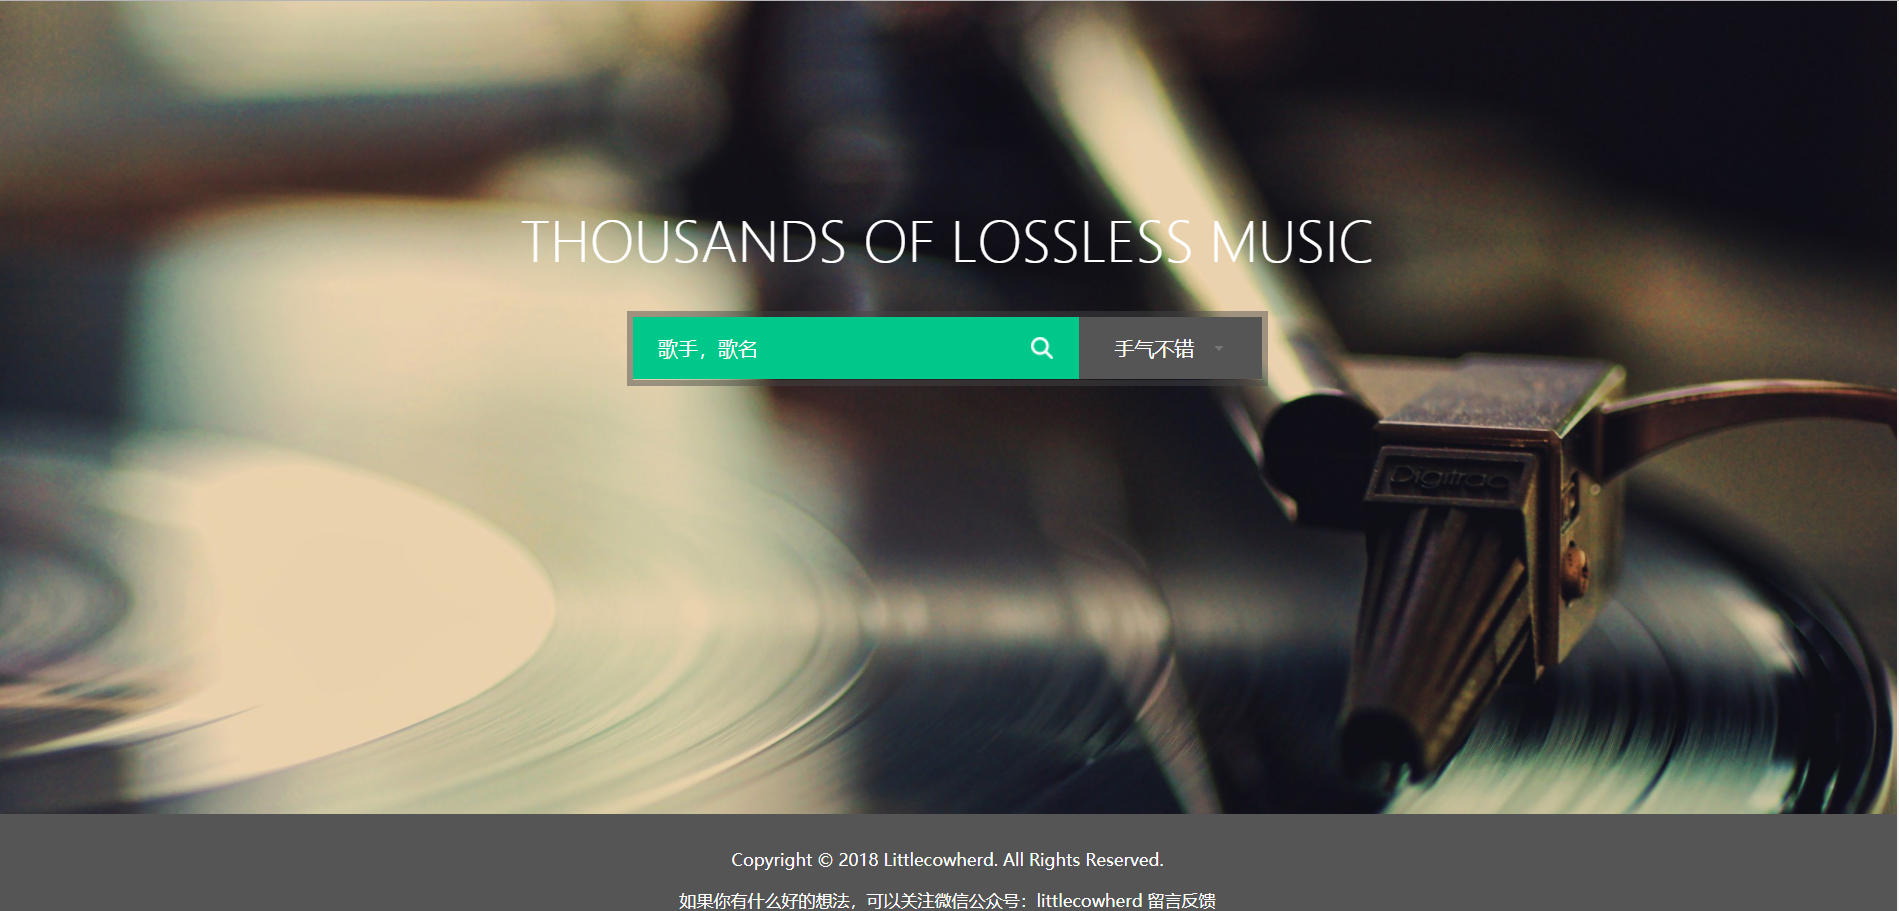 THOUSANDS OF LOSSLESS MUSIC
歌手，歌名
手气不错
Digitrac
Copyright © 2018 Littlecowherd. All Rights Reserved.
如果你有什么好的想法，可以关注微信公众号：littlecowherd 留言反馈